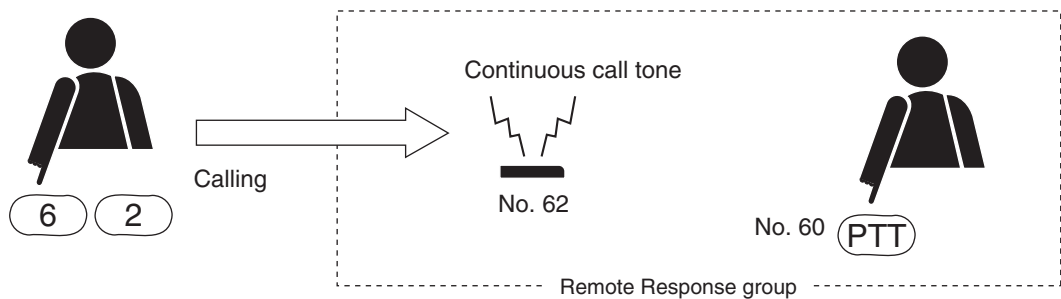 Continuous call tone
Calling
6 2
No. 62
No. 60 PTT
Remote Response group